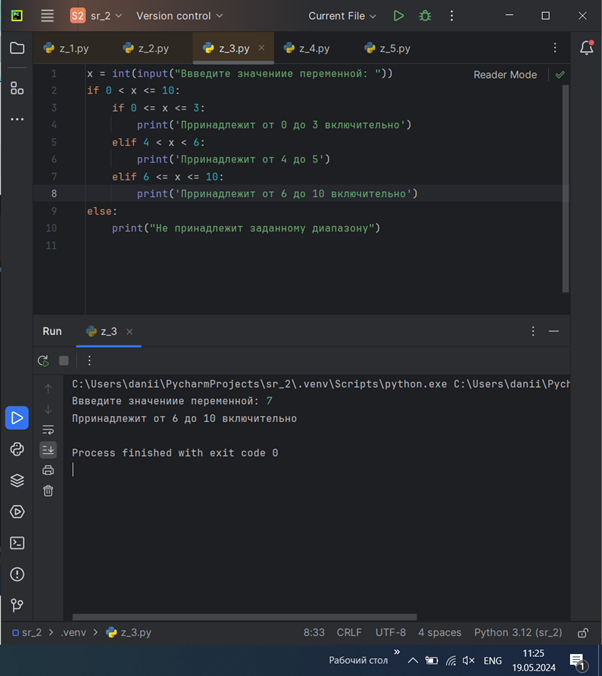 PC S2 sr_2 Version control Current File
z_1.py z_2.py z_3.py z_4.py z_5.py
Reader Mode
1 x = int(input("Ввведите значениие переменной: "))
2 if 0 < x <= 10:
3 if 0 <= x <= 3:
4 print('Прринадлежит от 0 до 3 включительно')
5 elif 4 < x < 6:
6 print('Прринадлежит от 4 до 5')
7 elif 6 <= x <= 10:
8 print('Прринадлежит от 6 до 10 включительно')
9 else:
10 print("Не принадлежит заданному диапазону")
11
Run z_3
C:\Users\danii\PycharmProjects\sr_2\.venv\Scripts\python.exe C:\Users\danii\Pych
Ввведите значениие переменной: 7
Прринадлежит от 6 до 10 включительно
Process finished with exit code 0
sr_2 > .venv > z_3.py 8:33 CRLF UTF-8 4 spaces Python 3.12 (sr_2)
Рабочий стол » ENG 11:25
19.05.2024 1